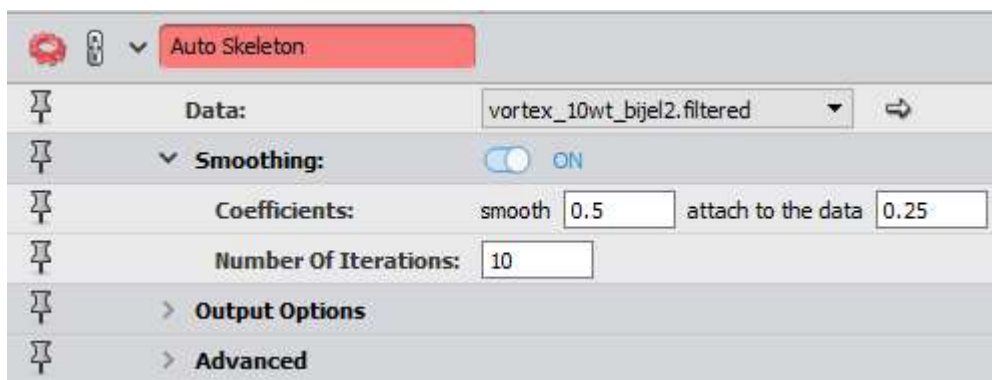 Auto Skeleton
Data: vortex_10wt_bijel2.filtered
Smoothing: ON
Coefficients: smooth 0.5 attach to the data 0.25
Number Of Iterations: 10
Output Options
Advanced